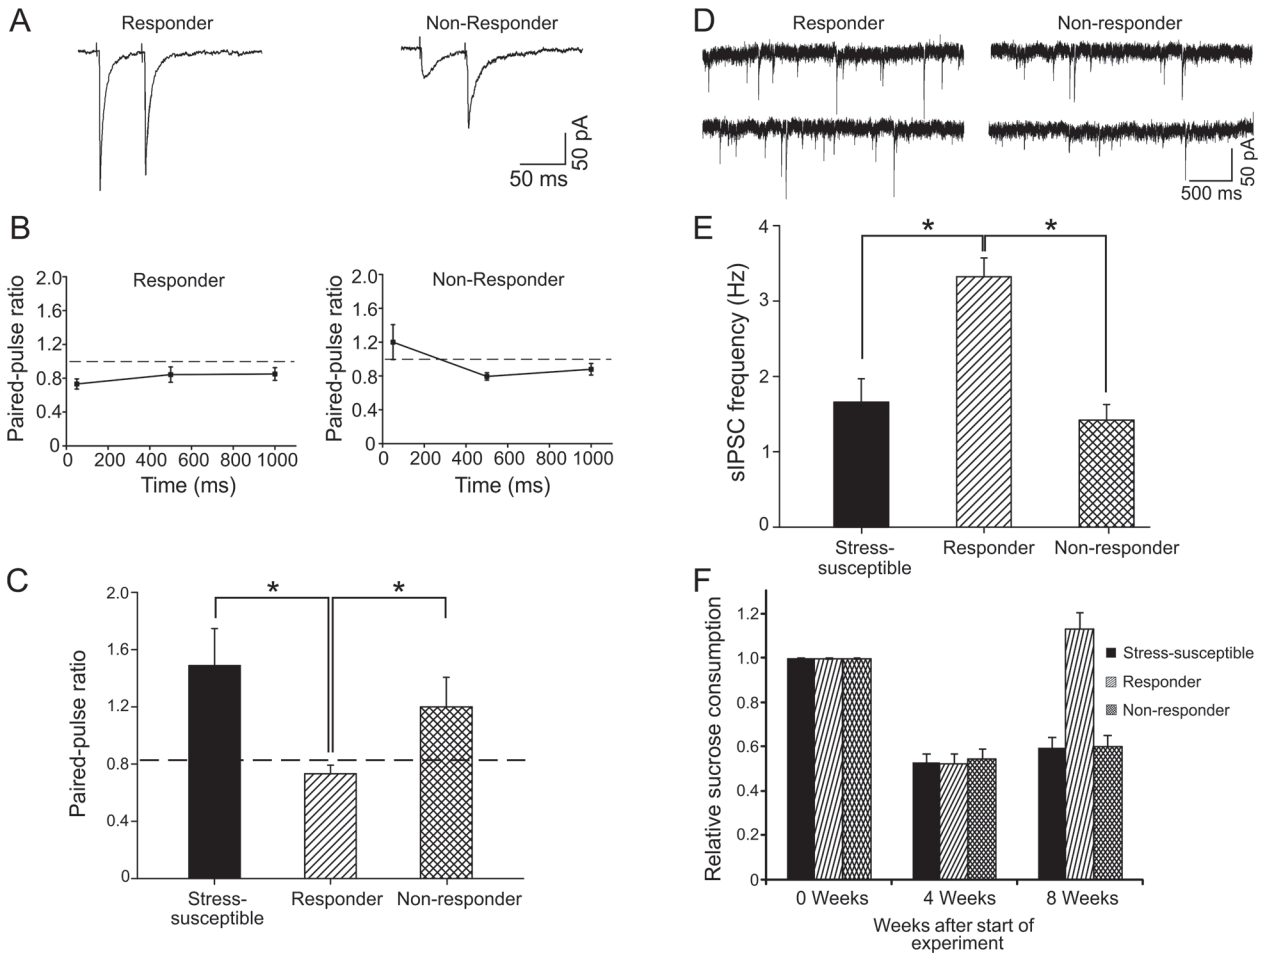 A
Responder
Non-Responder
50 pA
50 ms
B
Responder
Paired-pulse ratio
2.0
1.6
1.2
0.8
0.4
0
0 200 400 600 800 1000
Time (ms)
Non-Responder
Paired-pulse ratio
2.0
1.6
1.2
0.8
0.4
0
0 200 400 600 800 1000
Time (ms)
C
Paired-pulse ratio
2.0
1.6
1.2
0.8
0.4
0
* *
Stress-
susceptible
Responder
Non-responder
D
Responder
Non-responder
50 pA
500 ms
E
sIPSC frequency (Hz)
4
3
2
1
0
* *
Stress-
susceptible
Responder
Non-responder
F
Relative sucrose consumption
1.2
1.0
0.8
0.6
0.4
0.2
0
Stress-susceptible
Responder
Non-responder
0 Weeks
4 Weeks
8 Weeks
Weeks after start of
experiment